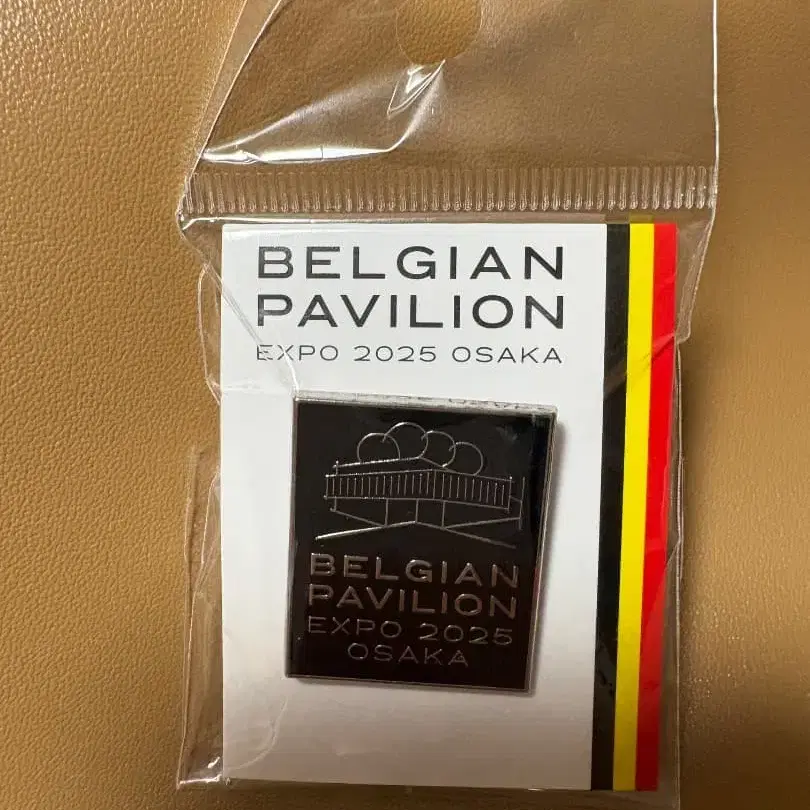 BELGIAN
PAVILION
EXPO 2025 OSAKA
BELGIAN
PAVILION
EXPO 2025
OSAKA